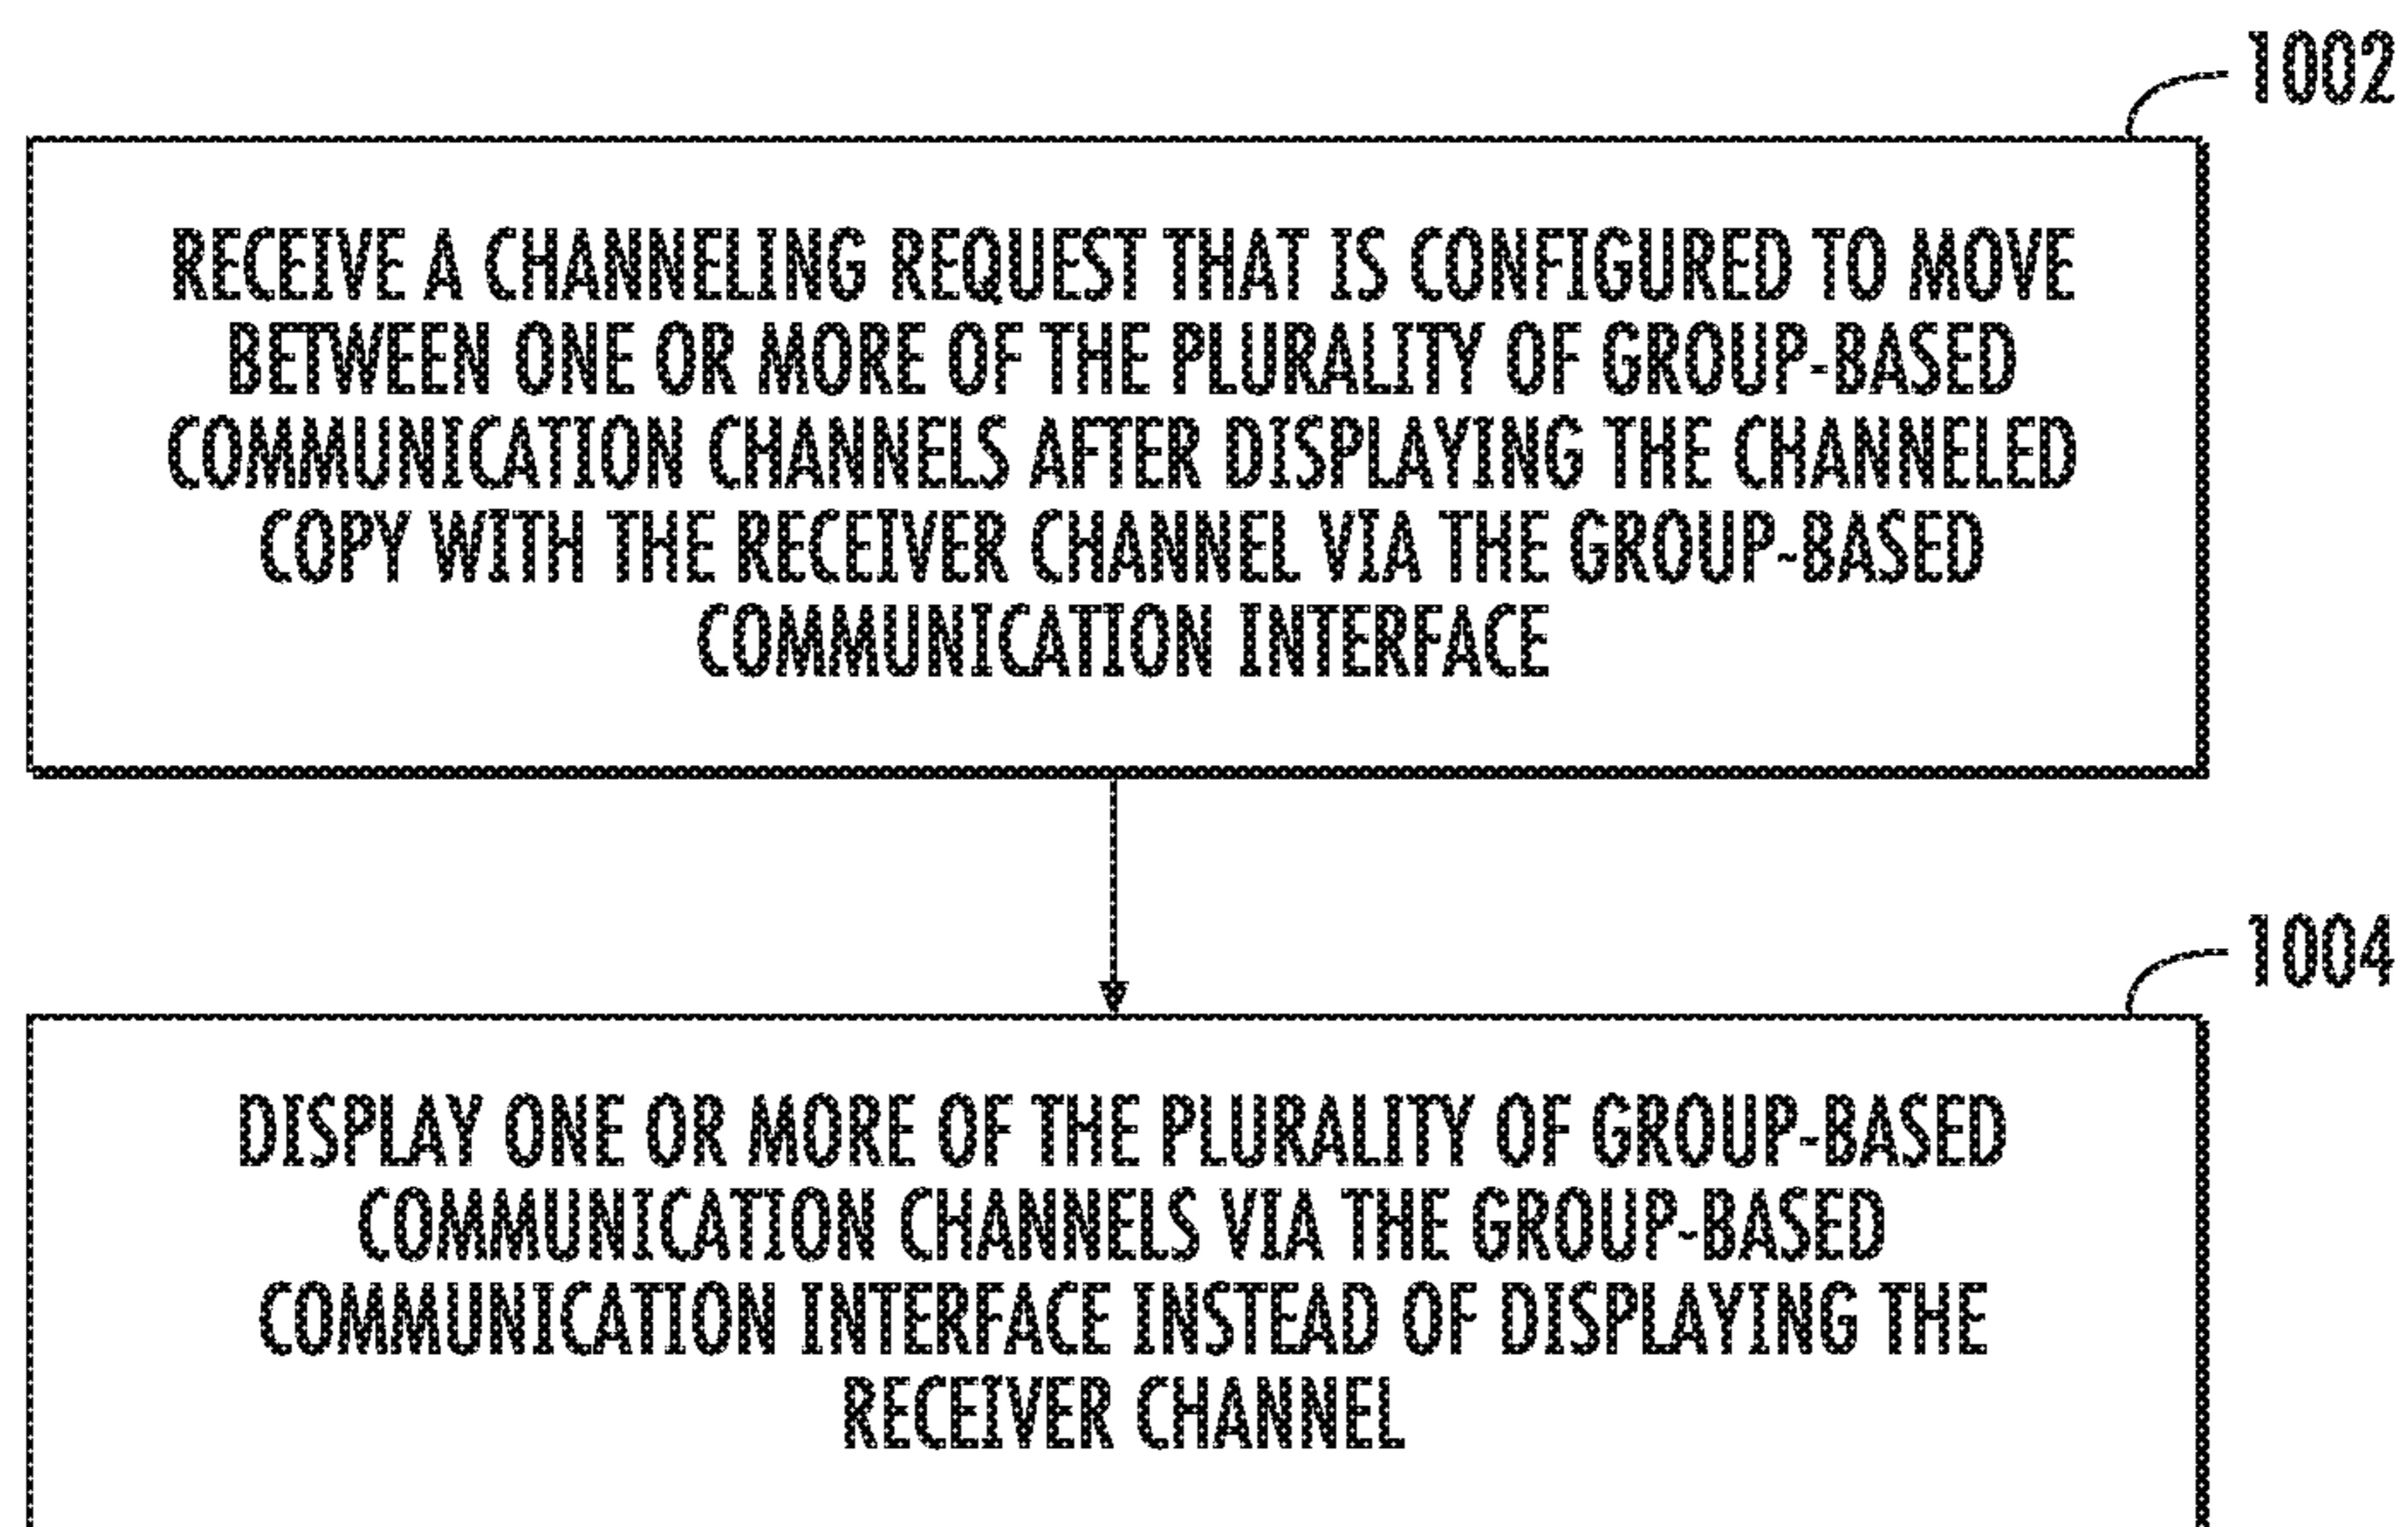 1002
RECEIVE A CHANNELING REQUEST THAT IS CONFIGURED TO MOVE
BETWEEN ONE OR MORE OF THE PLURALITY OF GROUP-BASED
COMMUNICATION CHANNELS AFTER DISPLAYING THE CHANNELED
COPY WITH THE RECEIVER CHANNEL VIA THE GROUP-BASED
COMMUNICATION INTERFACE
1004
DISPLAY ONE OR MORE OF THE PLURALITY OF GROUP-BASED
COMMUNICATION CHANNELS VIA THE GROUP-BASED
COMMUNICATION INTERFACE INSTEAD OF DISPLAYING THE
RECEIVER CHANNEL